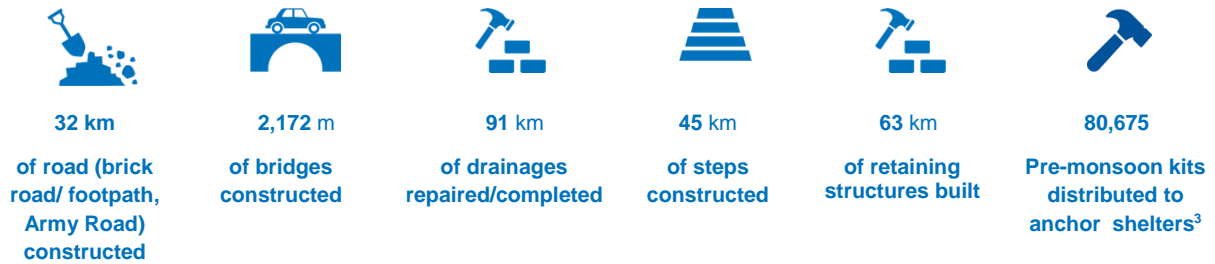 32 km
of road (brick
road/ footpath,
Army Road)
constructed
2,172 m
of bridges
constructed
91 km
of drainages
repaired/completed
45 km
of steps
constructed
63 km
of retaining
structures built
80,675
Pre-monsoon kits
distributed to
anchor shelters³